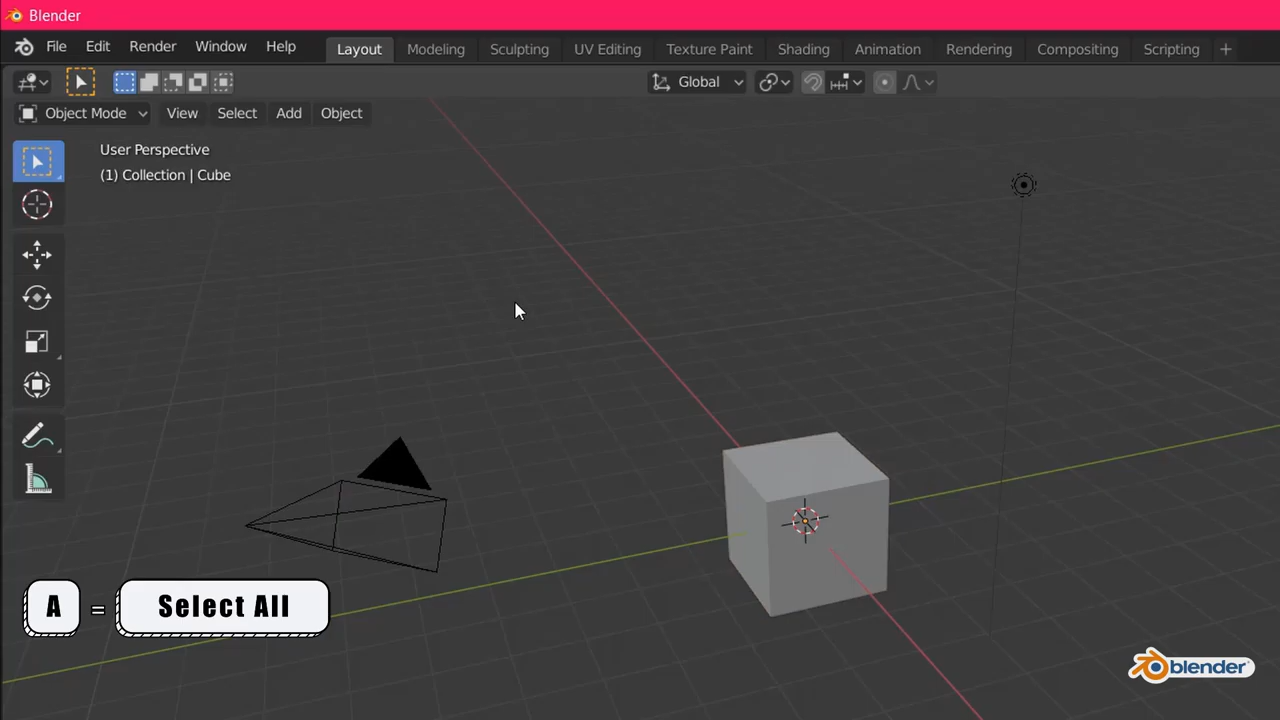 Blender
File Edit Render Window Help Layout Modeling Sculpting UV Editing Texture Paint Shading Animation Rendering Compositing Scripting +
Global
Object Mode View Select Add Object
User Perspective
(1) Collection | Cube
A = Select All
blender